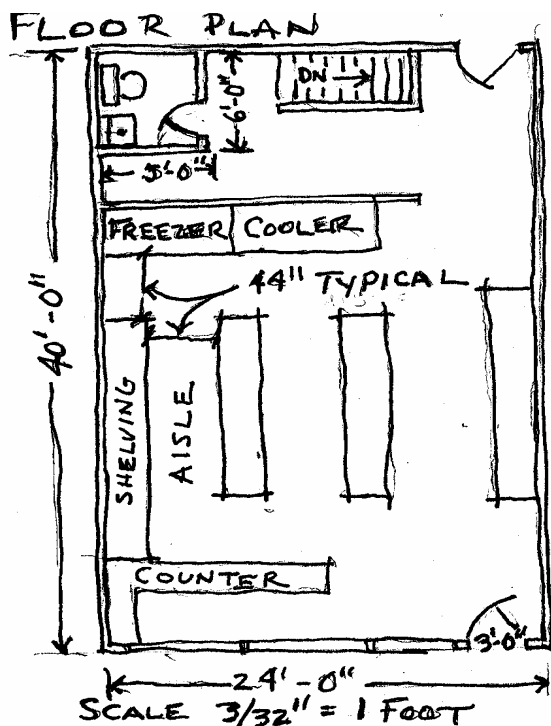 FLOOR PLAN
DN
6'-0"
5'-0"
FREEZER COOLER
44" TYPICAL
40'-0"
SHELVING
AISLE
COUNTER
3'-0"
24'-0"
SCALE 3/32" = 1 FOOT